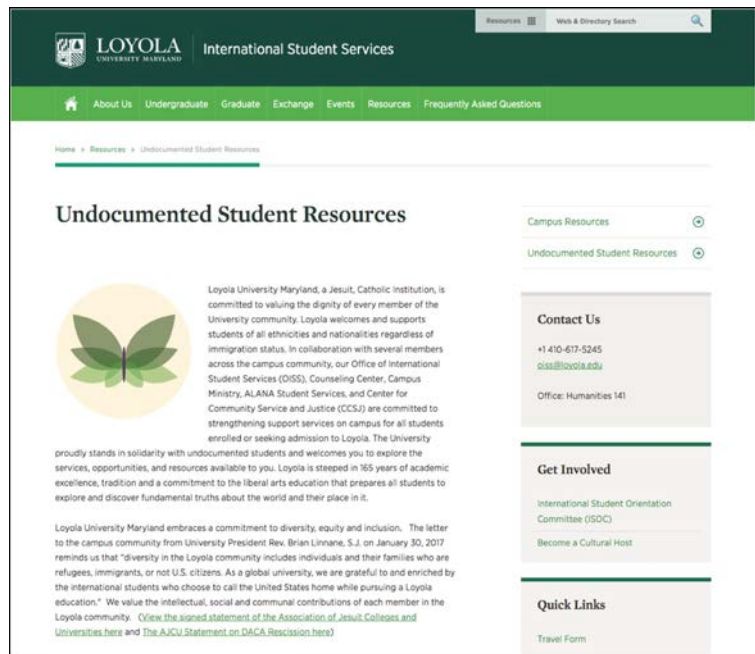 Resources
Web & Directory Search
LOYOLA
UNIVERSITY MARYLAND
International Student Services
About Us Undergraduate Graduate Exchange Events Resources Frequently Asked Questions
Home > Resources > Undocumented Student Resources
Undocumented Student Resources
Loyola University Maryland, a Jesuit, Catholic Institution, is
committed to valuing the dignity of every member of the
University community. Loyola welcomes and supports
students of all ethnicities and nationalities regardless of
immigration status. In collaboration with several members
across the campus community, our Office of International
Student Services (OISS), Counseling Center, Campus
Ministry, ALANA Student Services, and Center for
Community Service and Justice (CCSJ) are committed to
strengthening support services on campus for all students
enrolled or seeking admission to Loyola. The University
proudly stands in solidarity with undocumented students and welcomes you to explore the
services, opportunities, and resources available to you. Loyola is steeped in 165 years of academic
excellence, tradition and a commitment to the liberal arts education that prepares all students to
explore and discover fundamental truths about the world and their place in it.
Loyola University Maryland embraces a commitment to diversity, equity and inclusion. The letter
to the campus community from University President Rev. Brian Linnane, S.J. on January 30, 2017
reminds us that "diversity in the Loyola community includes individuals and their families who are
refugees, immigrants, or not U.S. citizens. As a global university, we are grateful to and enriched by
the international students who choose to call the United States home while pursuing a Loyola
education." We value the intellectual, social and communal contributions of each member in the
Loyola community. (View the signed statement of the Association of Jesuit Colleges and
Universities here and The AJCU Statement on DACA Rescission here)
Campus Resources
Undocumented Student Resources
Contact Us
+1 410-617-5245
oiss@loyola.edu
Office: Humanities 141
Get Involved
International Student Orientation
Committee (ISOC)
Become a Cultural Host
Quick Links
Travel Form